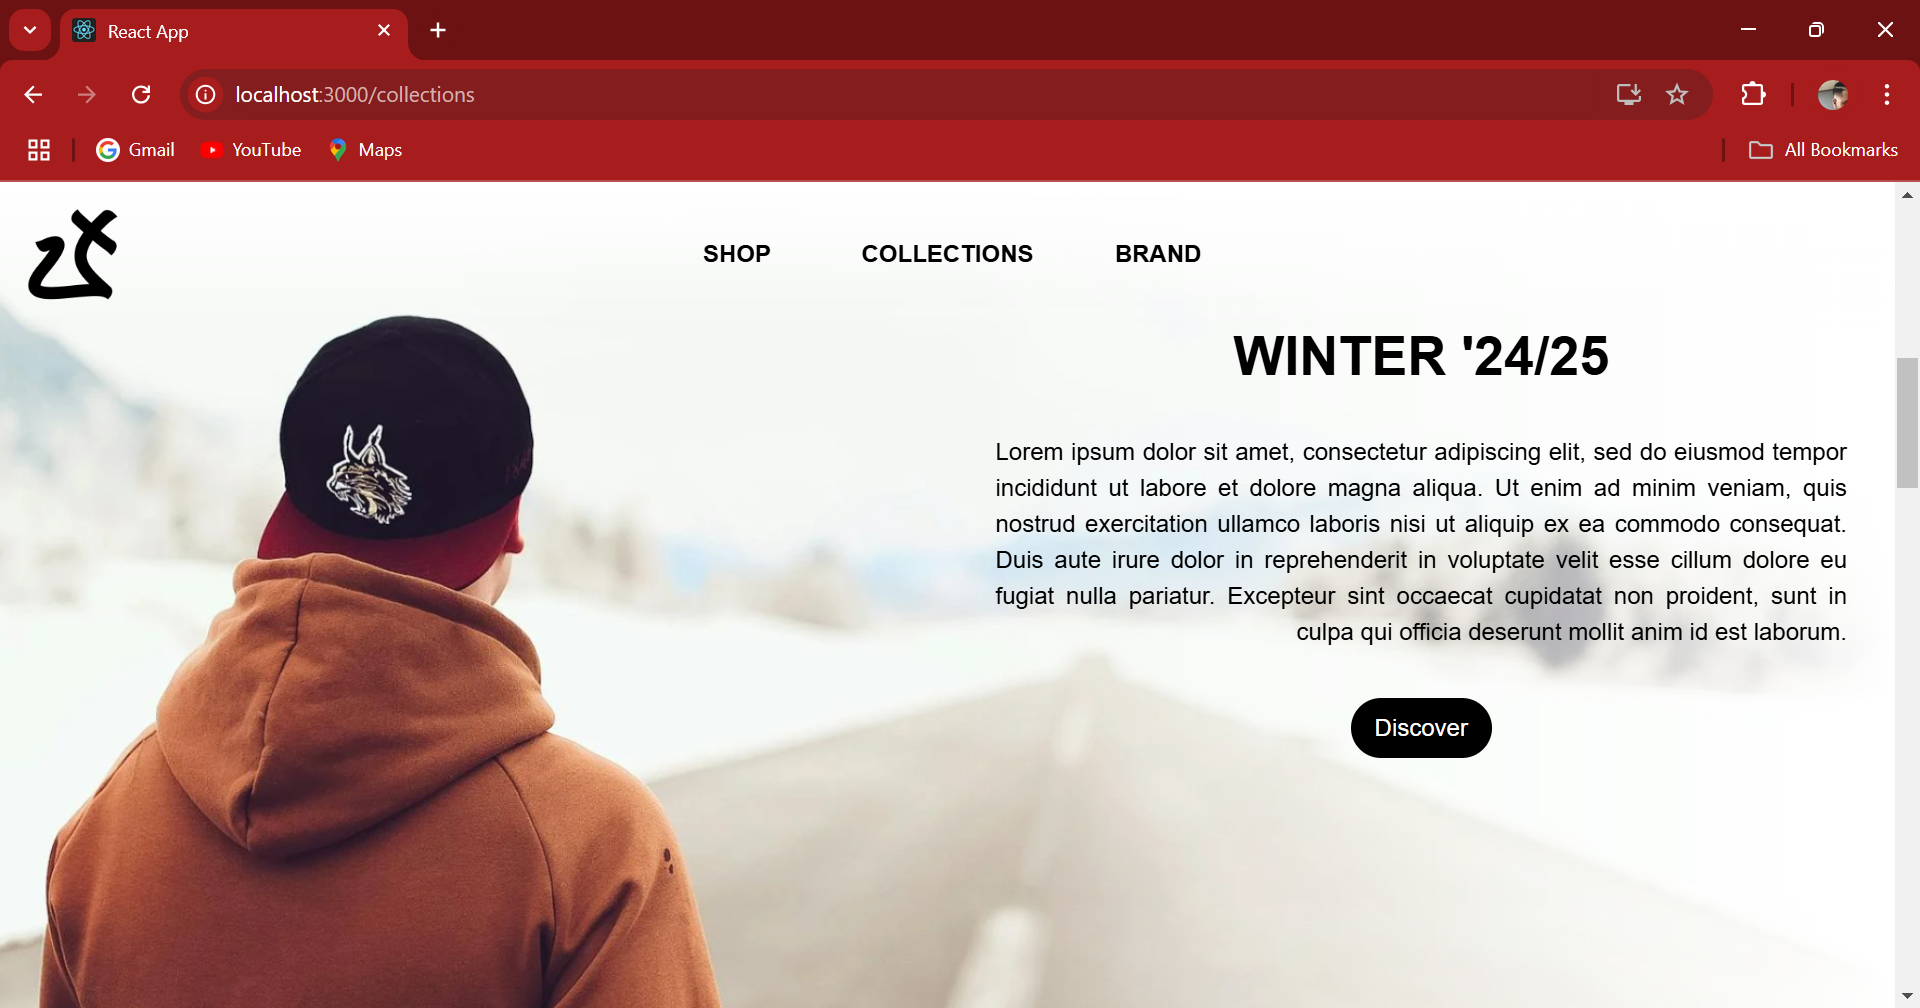 React App
localhost:3000/collections
Gmail
YouTube
Maps
All Bookmarks
SHOP
COLLECTIONS
BRAND
WINTER '24/25
Lorem ipsum dolor sit amet, consectetur adipiscing elit, sed do eiusmod tempor
incididunt ut labore et dolore magna aliqua. Ut enim ad minim veniam, quis
nostrud exercitation ullamco laboris nisi ut aliquip ex ea commodo consequat.
Duis aute irure dolor in reprehenderit in voluptate velit esse cillum dolore eu
fugiat nulla pariatur. Excepteur sint occaecat cupidatat non proident, sunt in
culpa qui officia deserunt mollit anim id est laborum.
Discover